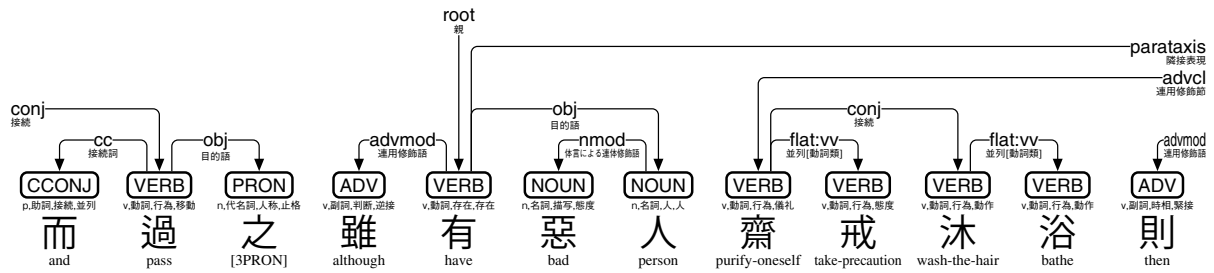 root
親
parataxis
隣接表現
advcl
連用修飾節
conj
接続
obj
目的語
conj
接続
cc
接続詞
obj
目的語
advmod
連用修飾語
nmod
体言による連体修飾語
flat:vv
並列[動詞類]
flat:vv
並列[動詞類]
advmod
連用修飾語
CCONJ VERB PRON ADV VERB NOUN NOUN VERB VERB VERB VERB ADV
p,助詞,接続,並列 v,動詞,行為,移動 n,代名詞,人称,止格 v,副詞,判断,逆接 v,動詞,存在,存在 n,名詞,描写,態度 n,名詞,人,人 v,動詞,行為,儀礼 v,動詞,行為,態度 v,動詞,行為,動作 v,動詞,行為,動作 v,副詞,時相,緊接
而 過 之 雖 有 惡 人 齋 戒 沐 浴 則
and pass [3PRON] although have bad person purify-oneself take-precaution wash-the-hair bathe then